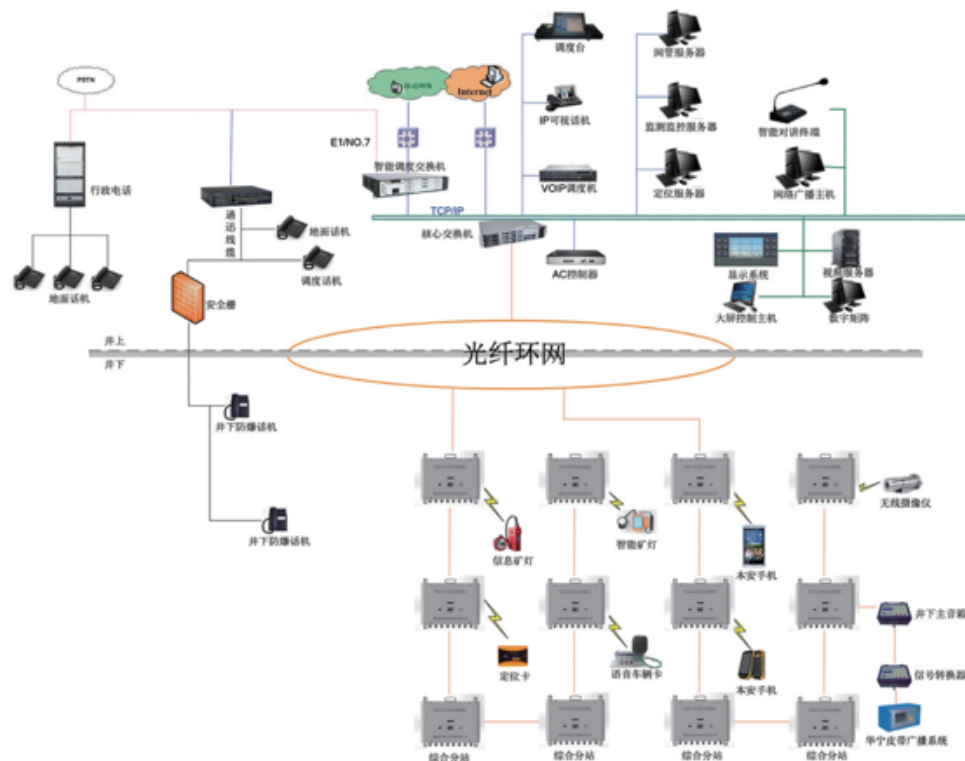 PSTN
移动网络
Internet
调度台
网管服务器
IP可视话机
监测监控服务器
智能对讲终端
E1/NO.7
智能调度交换机
行政电话
VOIP调度机
定位服务器
网络广播主机
TCP/IP
通迅线缆
地面话机
核心交换机
AC控制器
显示系统
视频服务器
调度话机
地面话机
安全栅
大屏控制主机
数字矩阵
井上
光纤环网
井下
井下防爆话机
无线摄像仪
井下防爆话机
信息矿灯
智能矿灯
本安手机
井下主音箱
定位卡
语音车辆卡
本安手机
信号转换器
华宁皮带广播系统
综合分站
综合分站
综合分站
综合分站